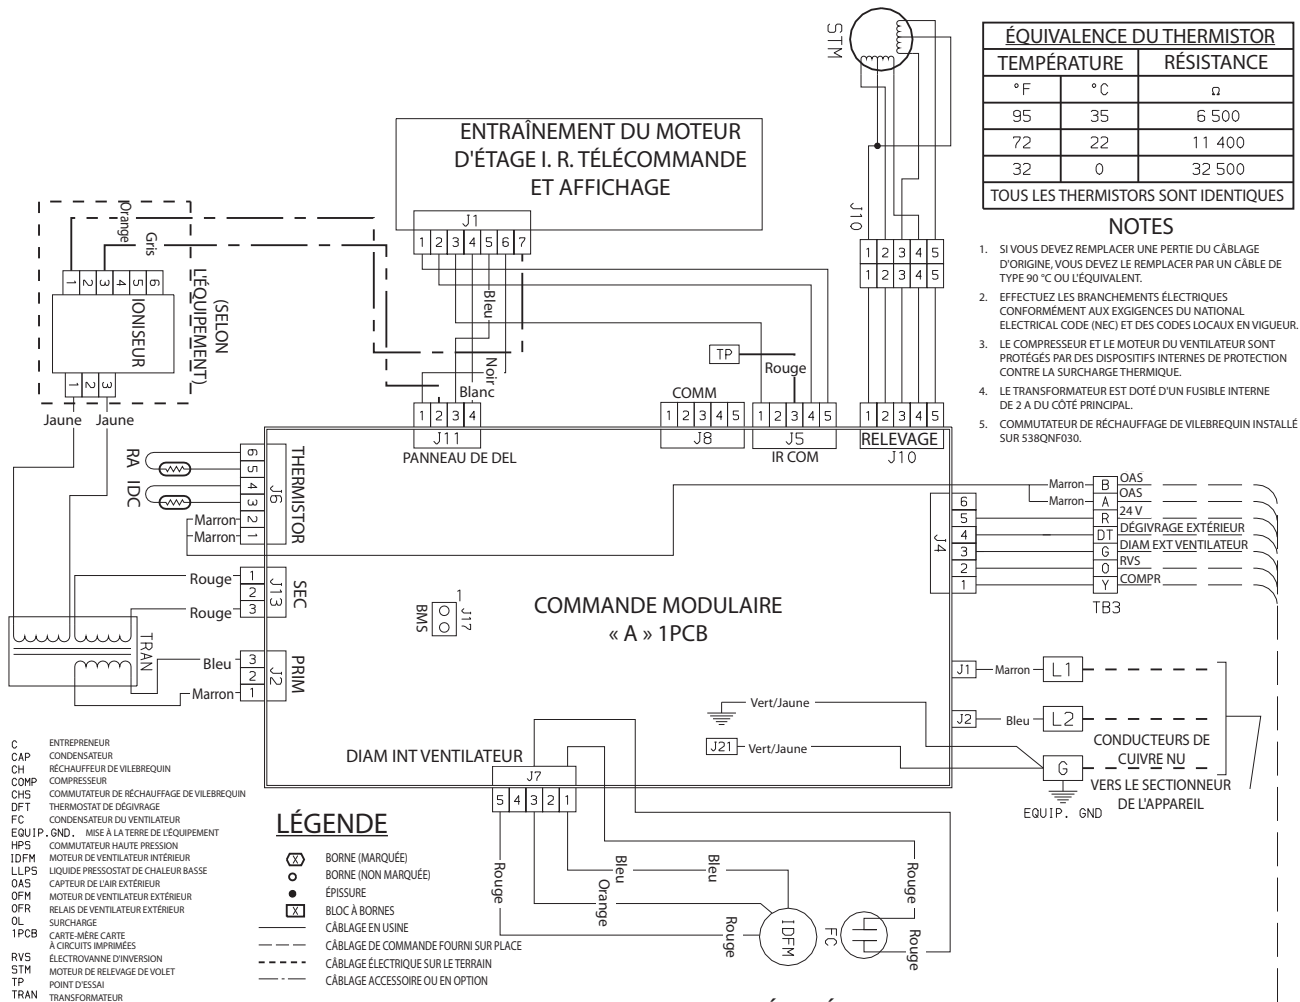 STM
ÉQUIVALENCE DU THERMISTOR
TEMPÉRATURE RÉSISTANCE
°F °C Ω
95 35 6 500
72 22 11 400
32 0 32 500
TOUS LES THERMISTORS SONT IDENTIQUES
NOTES
1. SI VOUS DEVEZ REMPLACER UNE PERTIE DU CÂBLAGE
D'ORIGINE, VOUS DEVEZ LE REMPLACER PAR UN CÂBLE DE
TYPE 90 °C OU L'ÉQUIVALENT.
2. EFFECTUEZ LES BRANCHEMENTS ÉLECTRIQUES
CONFORMÉMENT AUX EXGIGENCES DU NATIONAL
ELECTRICAL CODE (NEC) ET DES CODES LOCAUX EN VIGUEUR.
3. LE COMPRESSEUR ET LE MOTEUR DU VENTILATEUR SONT
PROTÉGÉS PAR DES DISPOSITIFS INTERNES DE PROTECTION
CONTRE LA SURCHARGE THERMIQUE.
4. LE TRANSFORMATEUR EST DOTÉ D'UN FUSIBLE INTERNE
DE 2 A DU CÔTÉ PRINCIPAL.
5. COMMUTATEUR DE RÉCHAUFFAGE DE VILEBREQUIN INSTALLÉ
SUR 538QNF030.
ENTRAÎNEMENT DU MOTEUR
D'ÉTAGE I. R. TÉLÉCOMMANDE
ET AFFICHAGE
J1
1 2 3 4 5 6 7
J10
1 2 3 4 5
1 2 3 4 5
Orange
Gris
1 2 3 4 5 6
IONISEUR
1 2 3
(SELON
L'ÉQUIPEMENT)
Jaune Jaune
Bleu
Noir
Blanc
TP
Rouge
1 2 3 4
J11
PANNEAU DE DEL
COMM
1 2 3 4 5
J8
1 2 3 4 5
J5
IR COM
1 2 3 4 5
RELEVAGE
J10
RA
IDC
6
5
4
3
2
1
J6
THERMISTOR
Marron
Marron
Rouge
Rouge
1
2
3
J13
SEC
TRAN
Bleu
Marron
3
2
1
J2
PRIM
BMS
1
J17
COMMANDE MODULAIRE
« A » 1PCB
J4
6
5
4
3
2
1
Marron B OAS
Marron A OAS
R 24 V
DT DÉGIVRAGE EXTÉRIEUR
G DIAM EXT VENTILATEUR
O RVS
Y COMPR
TB3
J1 Marron L1
J2 Bleu L2
G
EQUIP. GND
CONDUCTEURS DE
CUIVRE NU
VERS LE SECTIONNEUR
DE L'APPAREIL
Vert/Jaune
J21 Vert/Jaune
DIAM INT VENTILATEUR
J7
5 4 3 2 1
Rouge
Orange
Bleu
Bleu
Rouge
IDFM
FC
Rouge
Rouge
C ENTREPRENEUR
CAP CONDENSATEUR
CH RÉCHAUFFEUR DE VILEBREQUIN
COMP COMPRESSEUR
CHS COMMUTATEUR DE RÉCHAUFFAGE DE VILEBREQUIN
DFT THERMOSTAT DE DÉGIVRAGE
FC CONDENSATEUR DU VENTILATEUR
EQUIP.GND. MISE À LA TERRE DE L'ÉQUIPEMENT
HPS COMMUTATEUR HAUTE PRESSION
IDFM MOTEUR DE VENTILATEUR INTÉRIEUR
LLPS LIQUIDE PRESSOSTAT DE CHALEUR BASSE
OAS CAPTEUR DE L'AIR EXTÉRIEUR
OFM MOTEUR DE VENTILATEUR EXTÉRIEUR
OFR RELAIS DE VENTILATEUR EXTÉRIEUR
OL SURCHARGE
1PCB CARTE-MÈRE CARTE
À CIRCUITS IMPRIMÉES
RVS ÉLECTROVANNE D'INVERSION
STM MOTEUR DE RELEVAGE DE VOLET
TP POINT D'ESSAI
TRAN TRANSFORMATEUR
LÉGENDE
X BORNE (MARQUÉE)
BORNE (NON MARQUÉE)
ÉPISSURE
X BLOC À BORNES
CÂBLAGE EN USINE
CÂBLAGE DE COMMANDE FOURNI SUR PLACE
CÂBLAGE ÉLECTRIQUE SUR LE TERRAIN
CÂBLAGE ACCESSOIRE OU EN OPTION